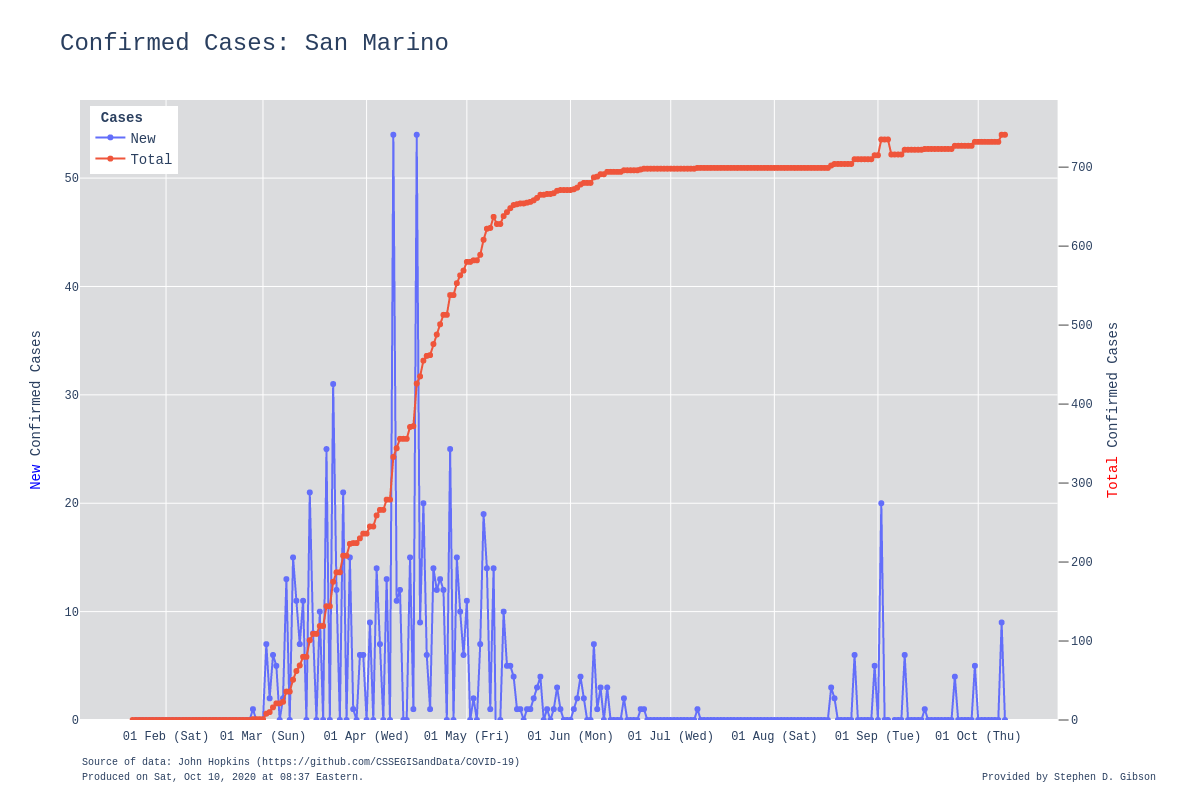 Confirmed Cases: San Marino
Cases
New
Total
50
40
30
20
10
0
New Confirmed Cases
700
600
500
400
300
200
100
0
Total Confirmed Cases
01 Feb (Sat) 01 Mar (Sun) 01 Apr (Wed) 01 May (Fri) 01 Jun (Mon) 01 Jul (Wed) 01 Aug (Sat) 01 Sep (Tue) 01 Oct (Thu)
Source of data: John Hopkins (https://github.com/CSSEGISandData/COVID-19)
Produced on Sat, Oct 10, 2020 at 08:37 Eastern.
Provided by Stephen D. Gibson